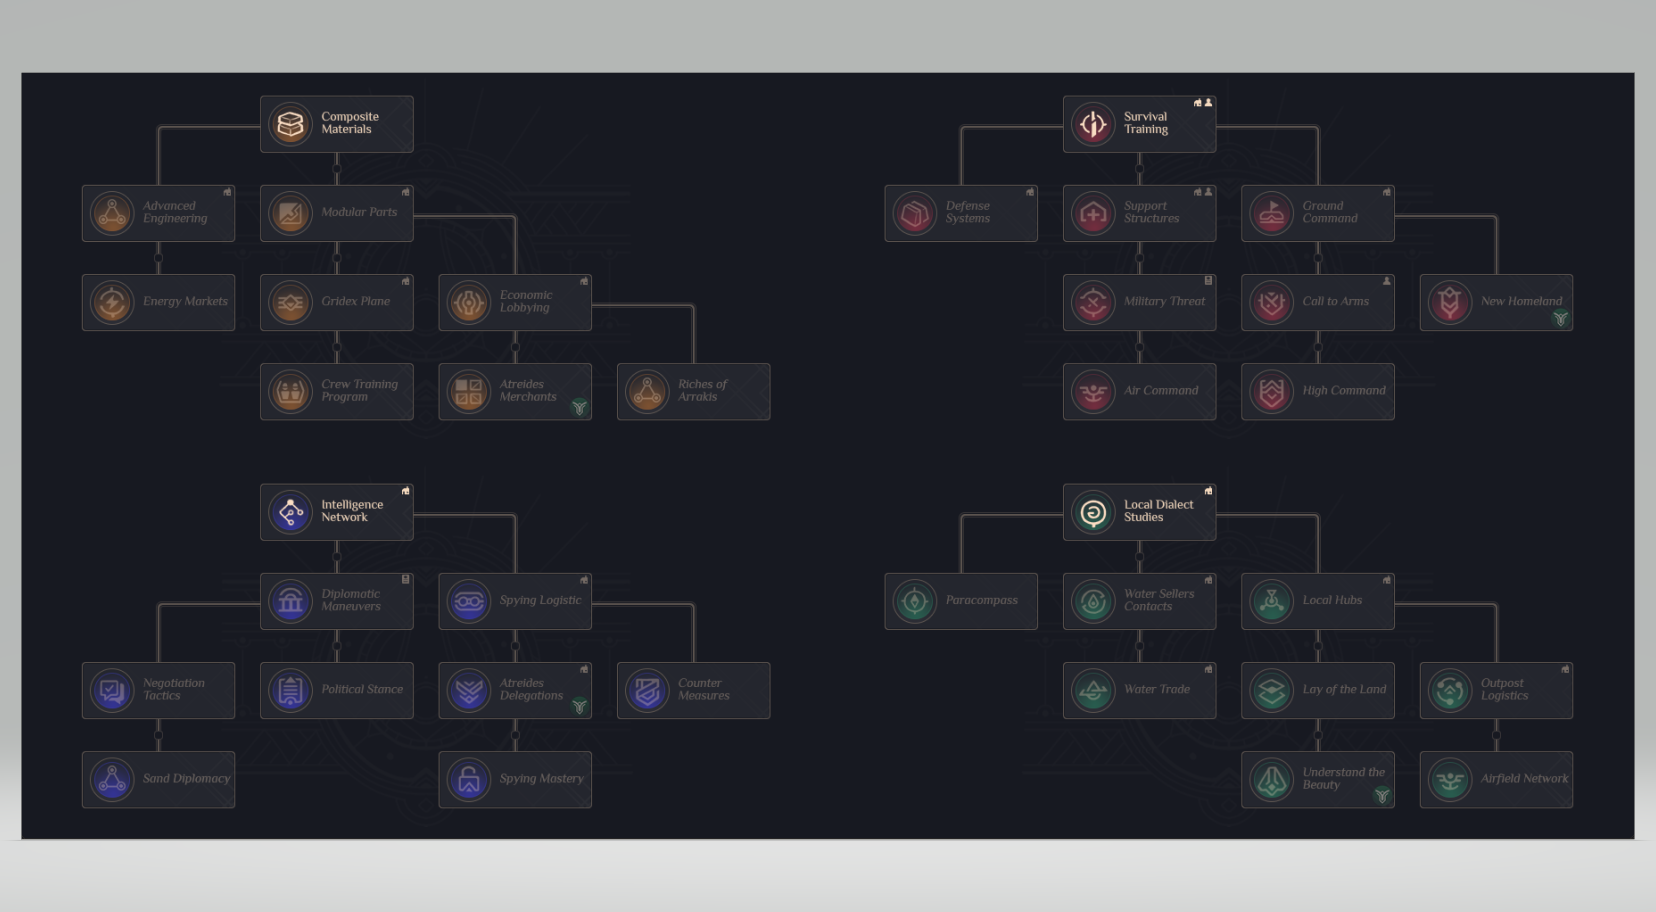 Composite
Materials
Advanced
Engineering
Modular Parts
Energy Markets
Gridex Plane
Economic
Lobbying
Crew Training
Program
Atreides
Merchants
Riches of
Arrakis
Survival
Training
Defense
Systems
Support
Structures
Ground
Command
Military Threat
Call to Arms
New Homeland
Air Command
High Command
Intelligence
Network
Diplomatic
Maneuvers
Spying Logistic
Negotiation
Tactics
Political Stance
Atreides
Delegations
Counter
Measures
Sand Diplomacy
Spying Mastery
Local Dialect
Studies
Paracompass
Water Sellers
Contacts
Local Hubs
Water Trade
Lay of the Land
Outpost
Logistics
Understand the
Beauty
Airfield Network